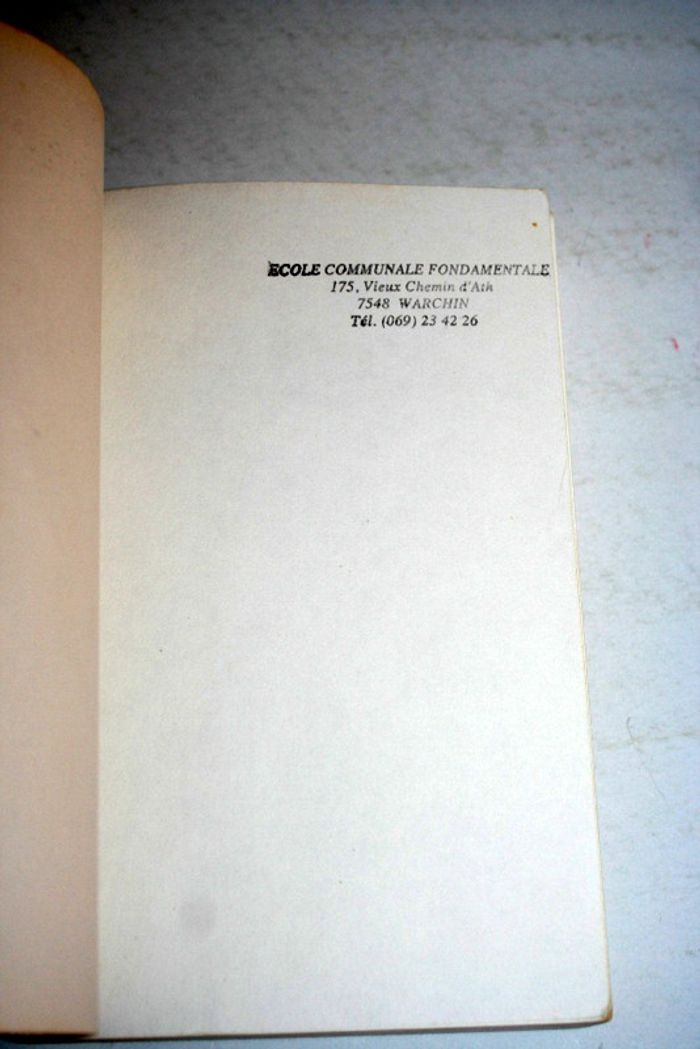 ECOLE COMMUNALE FONDAMENTALE
175, Vieux Chemin d'Ath
7548 WARCHIN
Tél. (069) 23 42 26